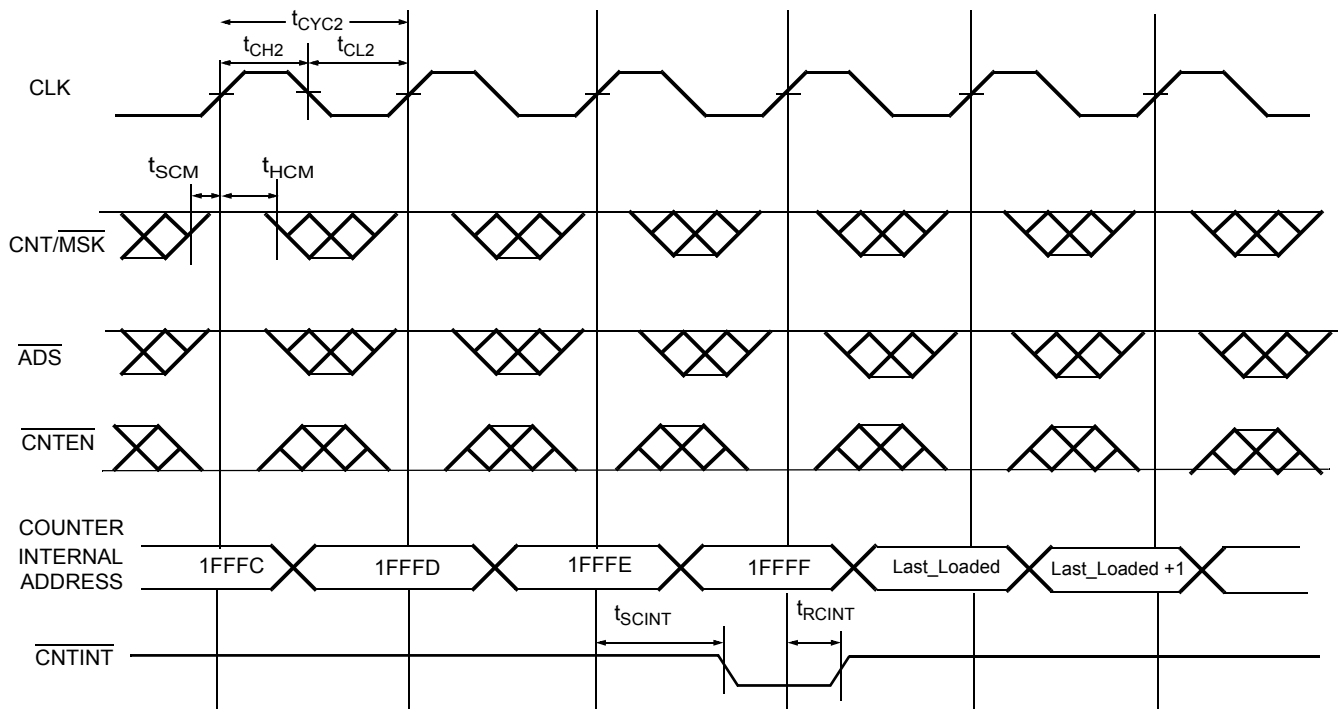 tCYC2
tCH2
tCL2
CLK
tSCM
tHCM
CNT/MSK
ADS
CNTEN
COUNTER
INTERNAL
ADDRESS
1FFFC
1FFFD
1FFFE
1FFFF
Last_Loaded
Last_Loaded +1
tSCINT
tRCINT
CNTINT